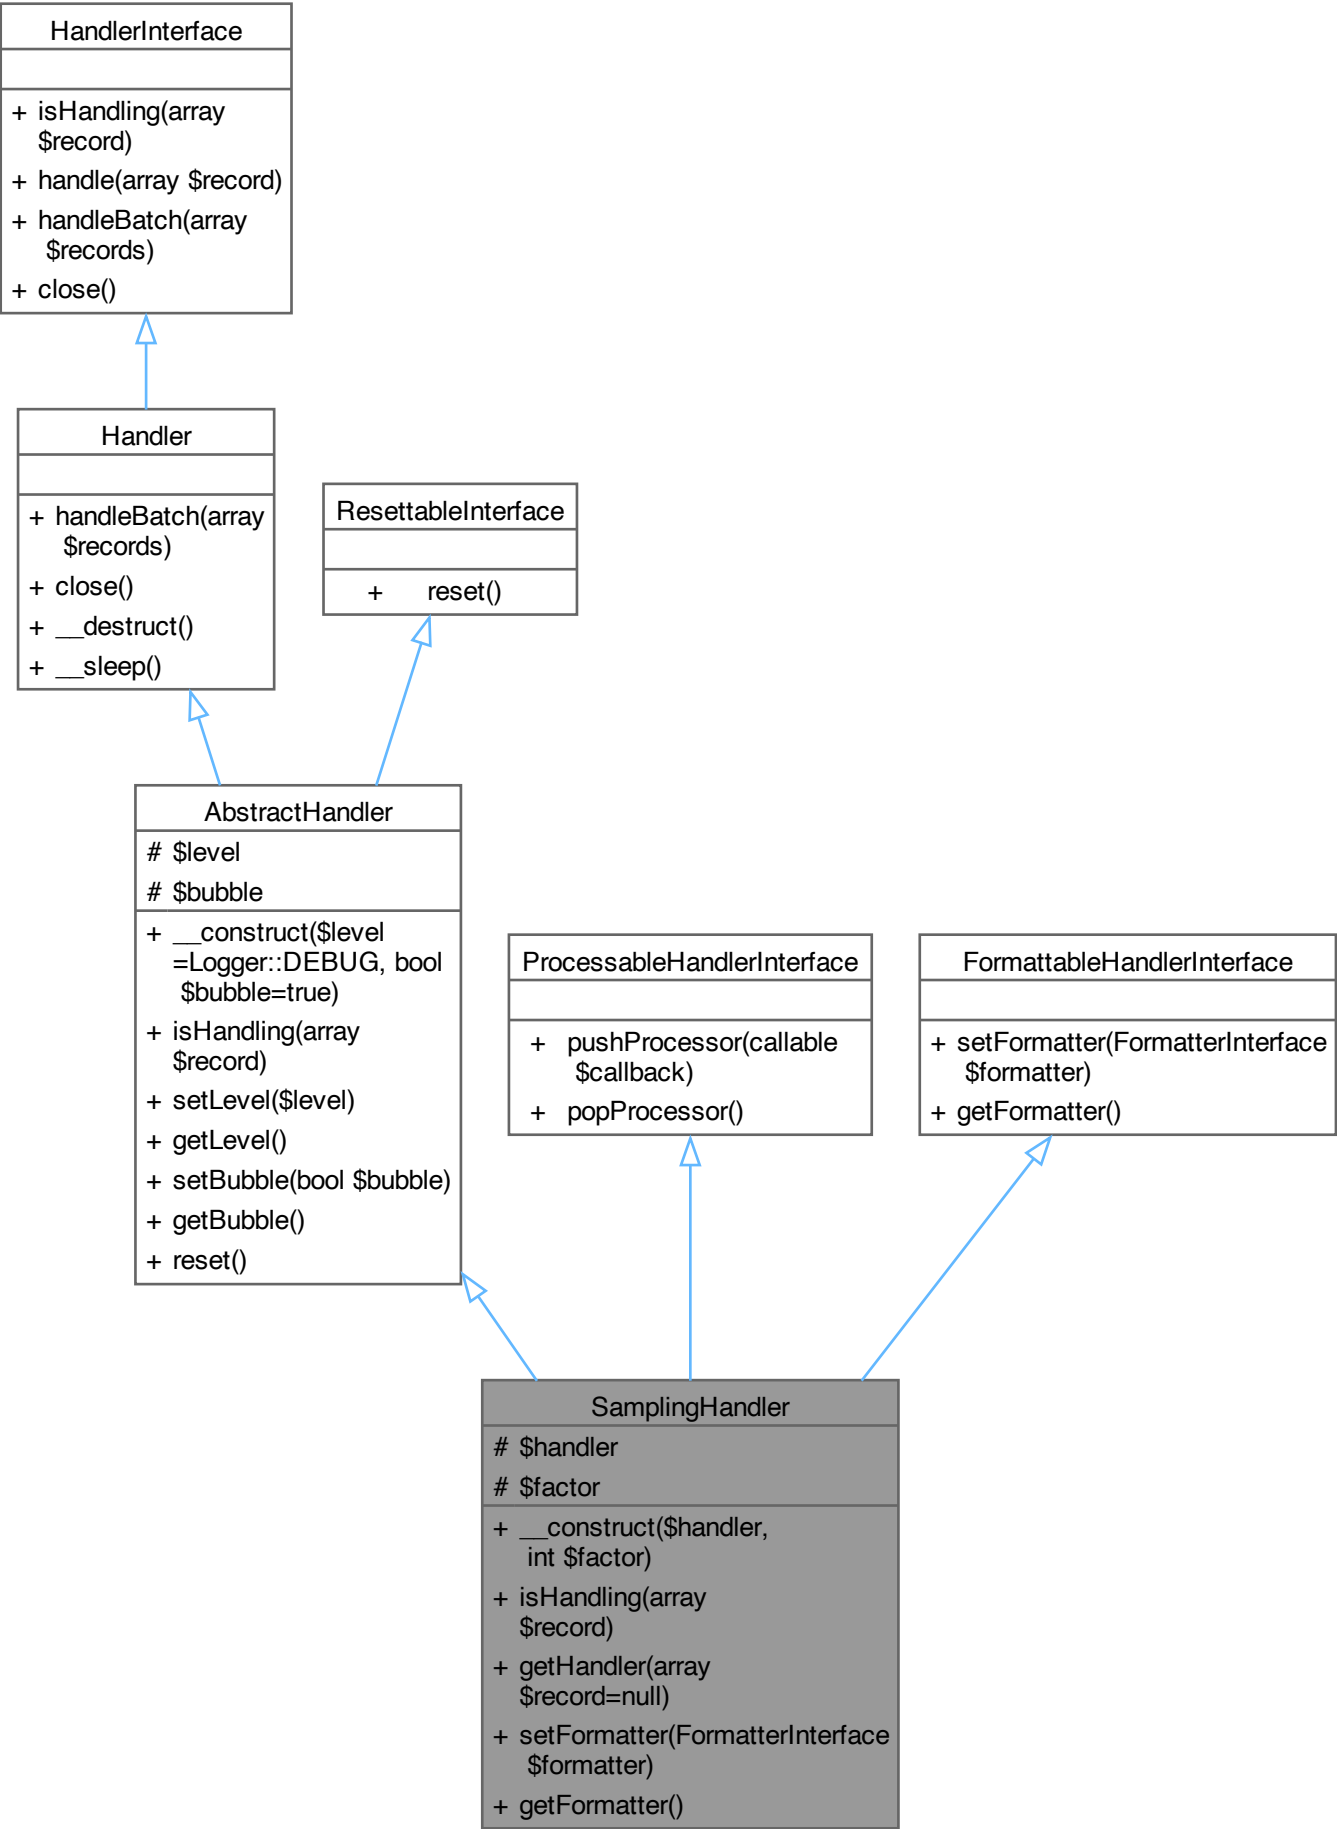 HandlerInterface
+ isHandling(array
$record)
+ handle(array $record)
+ handleBatch(array
$records)
+ close()
Handler
+ handleBatch(array
$records)
+ close()
+ __destruct()
+ __sleep()
ResettableInterface
+ reset()
AbstractHandler
# $level
# $bubble
+ __construct($level
=Logger::DEBUG, bool
$bubble=true)
+ isHandling(array
$record)
+ setLevel($level)
+ getLevel()
+ setBubble(bool $bubble)
+ getBubble()
+ reset()
ProcessableHandlerInterface
+ pushProcessor(callable
$callback)
+ popProcessor()
FormattableHandlerInterface
+ setFormatter(FormatterInterface
$formatter)
+ getFormatter()
SamplingHandler
# $handler
# $factor
+ __construct($handler,
int $factor)
+ isHandling(array
$record)
+ getHandler(array
$record=null)
+ setFormatter(FormatterInterface
$formatter)
+ getFormatter()